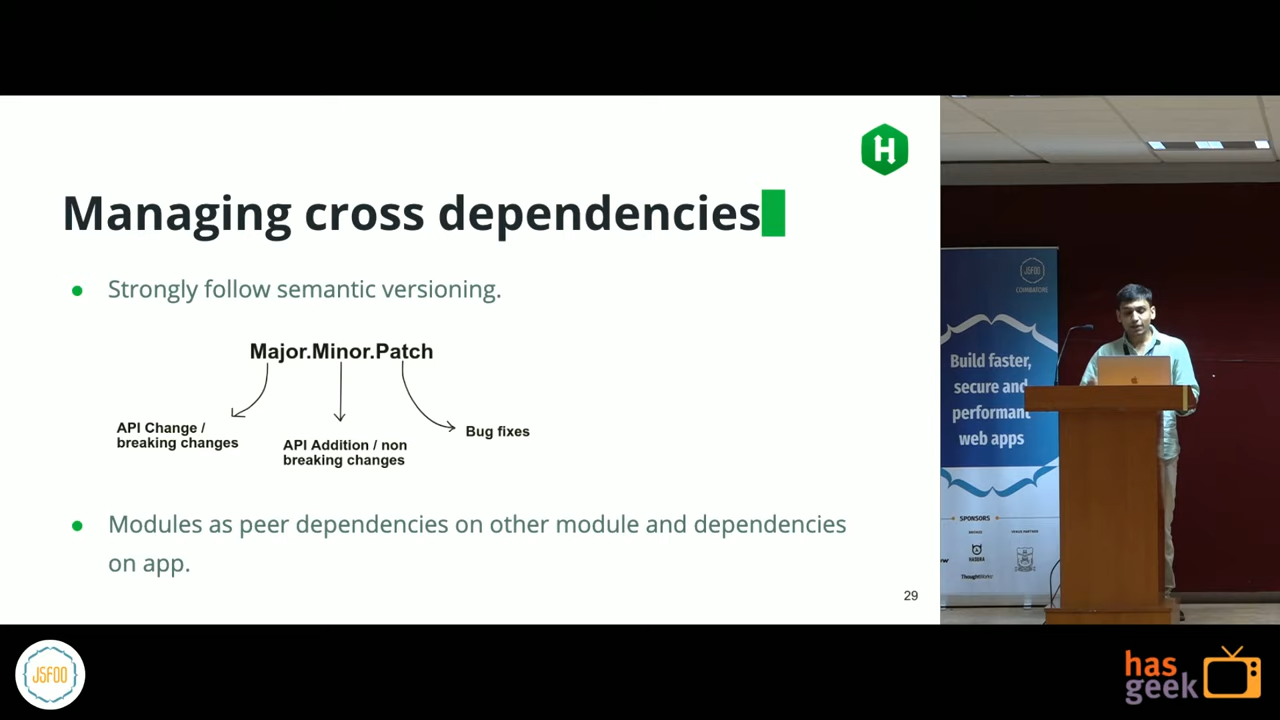 H
Managing cross dependencies
Strongly follow semantic versioning.
Major.Minor.Patch
API Change /
breaking changes
API Addition / non
breaking changes
Bug fixes
Modules as peer dependencies on other module and dependencies
on app.
29
JSFOO
COIMBATORE
Build faster,
secure and
performant
web apps
SPONSORS
HASURA
ThoughtWorks
JSFOO
has
geek